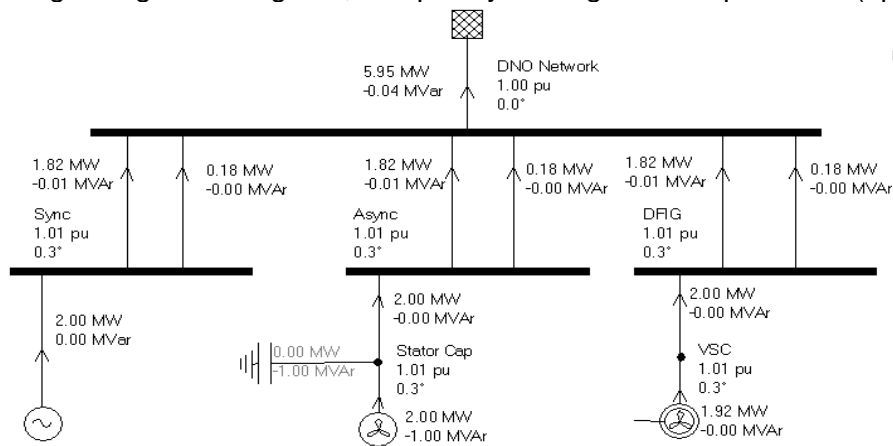 5.95 MW
-0.04 MVar
DNO Network
1.00 pu
0.0°
1.82 MW
-0.01 MVAr
0.18 MW
-0.00 MVAr
1.82 MW
-0.01 MVAr
0.18 MW
-0.00 MVAr
1.82 MW
-0.01 MVAr
0.18 MW
-0.00 MVAr
Sync
1.01 pu
0.3°
Async
1.01 pu
0.3°
DFIG
1.01 pu
0.3°
2.00 MW
0.00 MVar
2.00 MW
-0.00 MVAr
0.00 MW
-1.00 MVAr
Stator Cap
1.01 pu
0.3°
2.00 MW
-1.00 MVAr
2.00 MW
-0.00 MVAr
VSC
1.01 pu
0.3°
1.92 MW
-0.00 MVAr